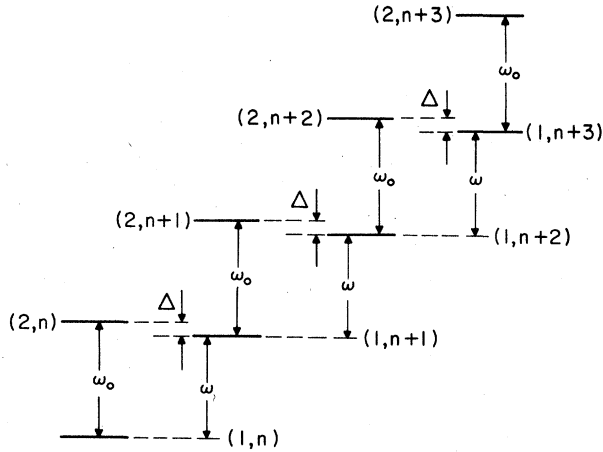 (2,n+3)
ω₀
Δ
(2,n+2)
(1,n+3)
ω₀
ω
Δ
(2,n+1)
(1,n+2)
ω₀
ω
Δ
(2,n)
(1,n+1)
ω₀
ω
(1,n)